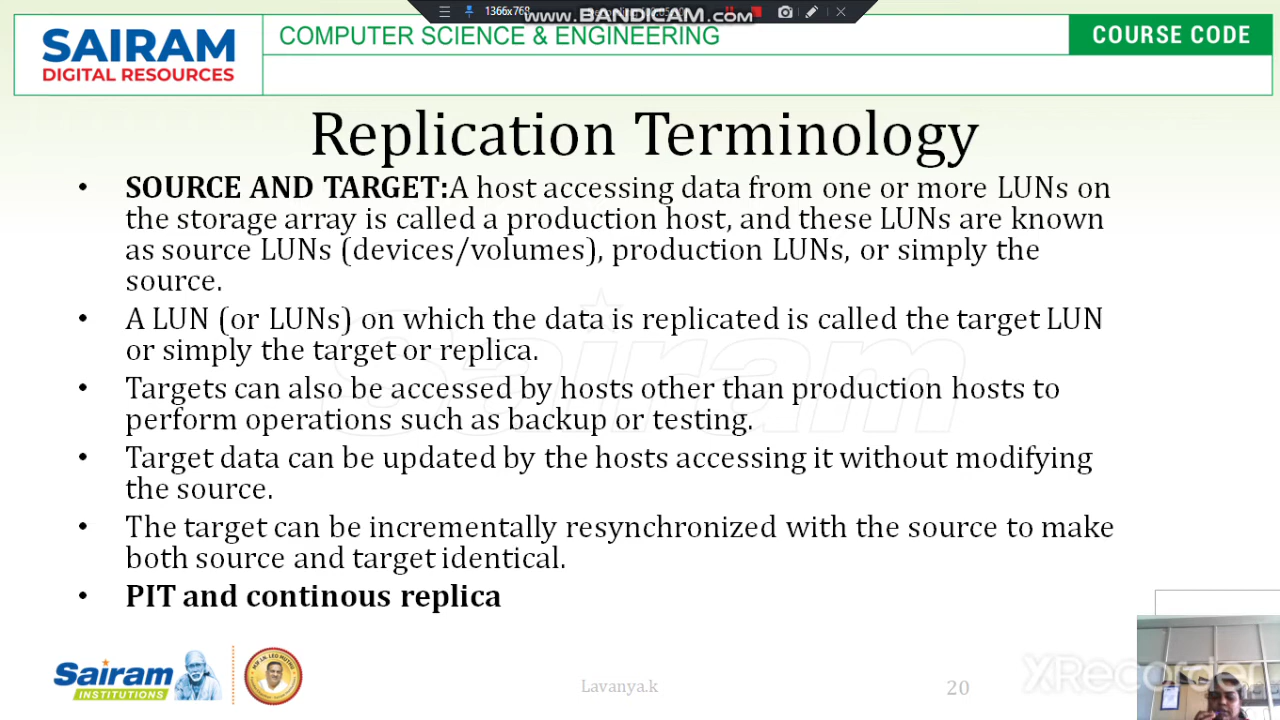 1366x768
www.BANDICAM.com
SAIRAM
DIGITAL RESOURCES
COMPUTER SCIENCE & ENGINEERING
COURSE CODE
Replication Terminology
• SOURCE AND TARGET:A host accessing data from one or more LUNs on
the storage array is called a production host, and these LUNs are known
as source LUNs (devices/volumes), production LUNs, or simply the
source.
• A LUN (or LUNs) on which the data is replicated is called the target LUN
or simply the target or replica.
• Targets can also be accessed by hosts other than production hosts to
perform operations such as backup or testing.
• Target data can be updated by the hosts accessing it without modifying
the source.
• The target can be incrementally resynchronized with the source to make
both source and target identical.
• PIT and continous replica
Sairam
Sairam
INSTITUTIONS
Lavanya.k
20
XRecorder